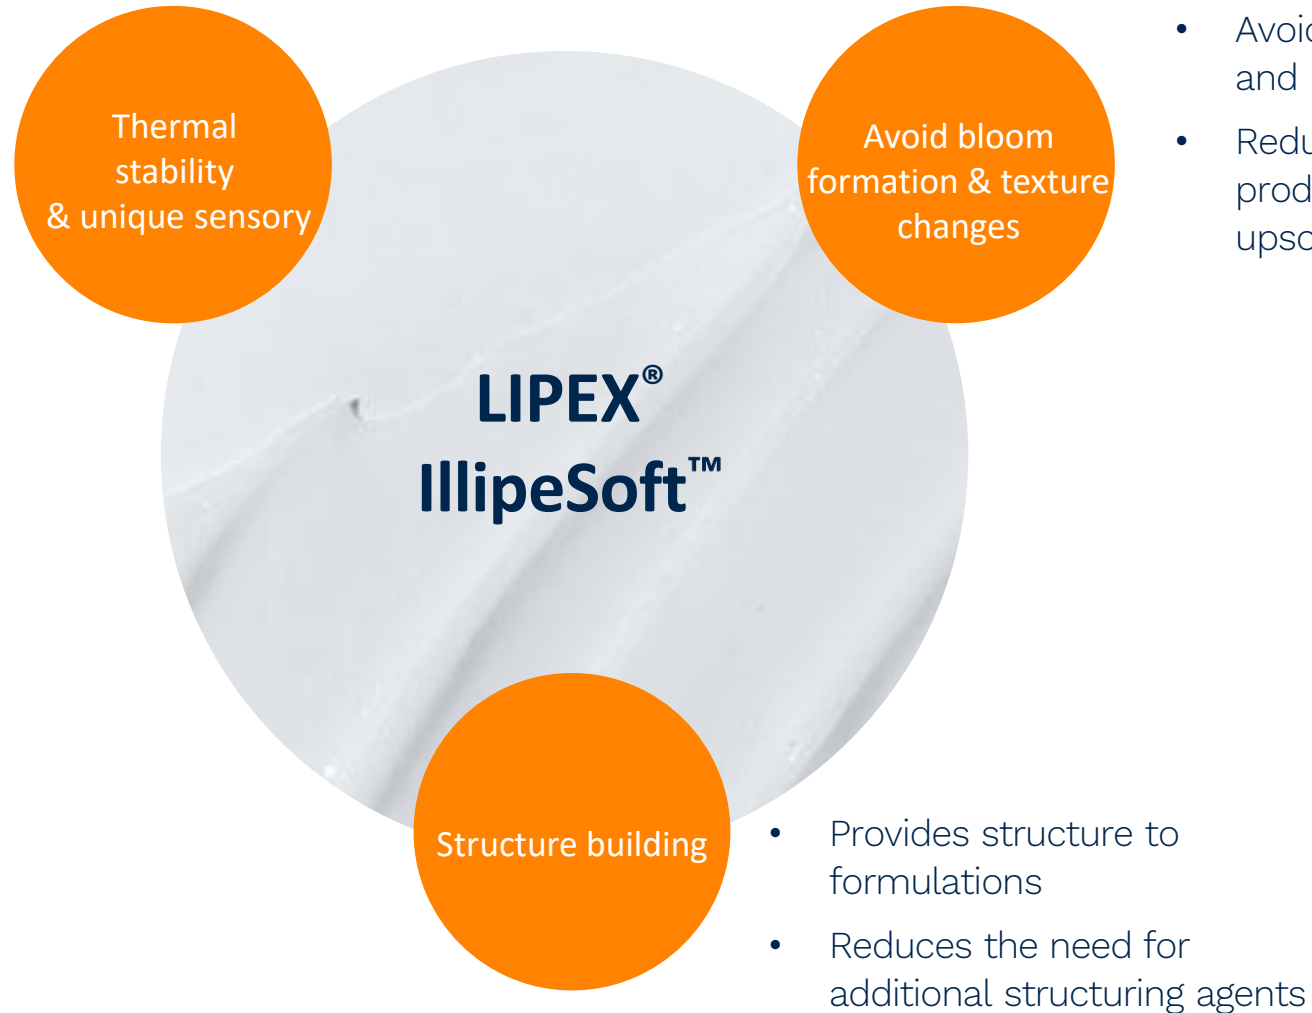 Thermal
stability
& unique sensory
Avoid bloom
formation & texture
changes
•
and
•
LIPEX®
IllipeSoft™
Structure building
• Provides structure to
formulations
• Reduces the need for
additional structuring agents